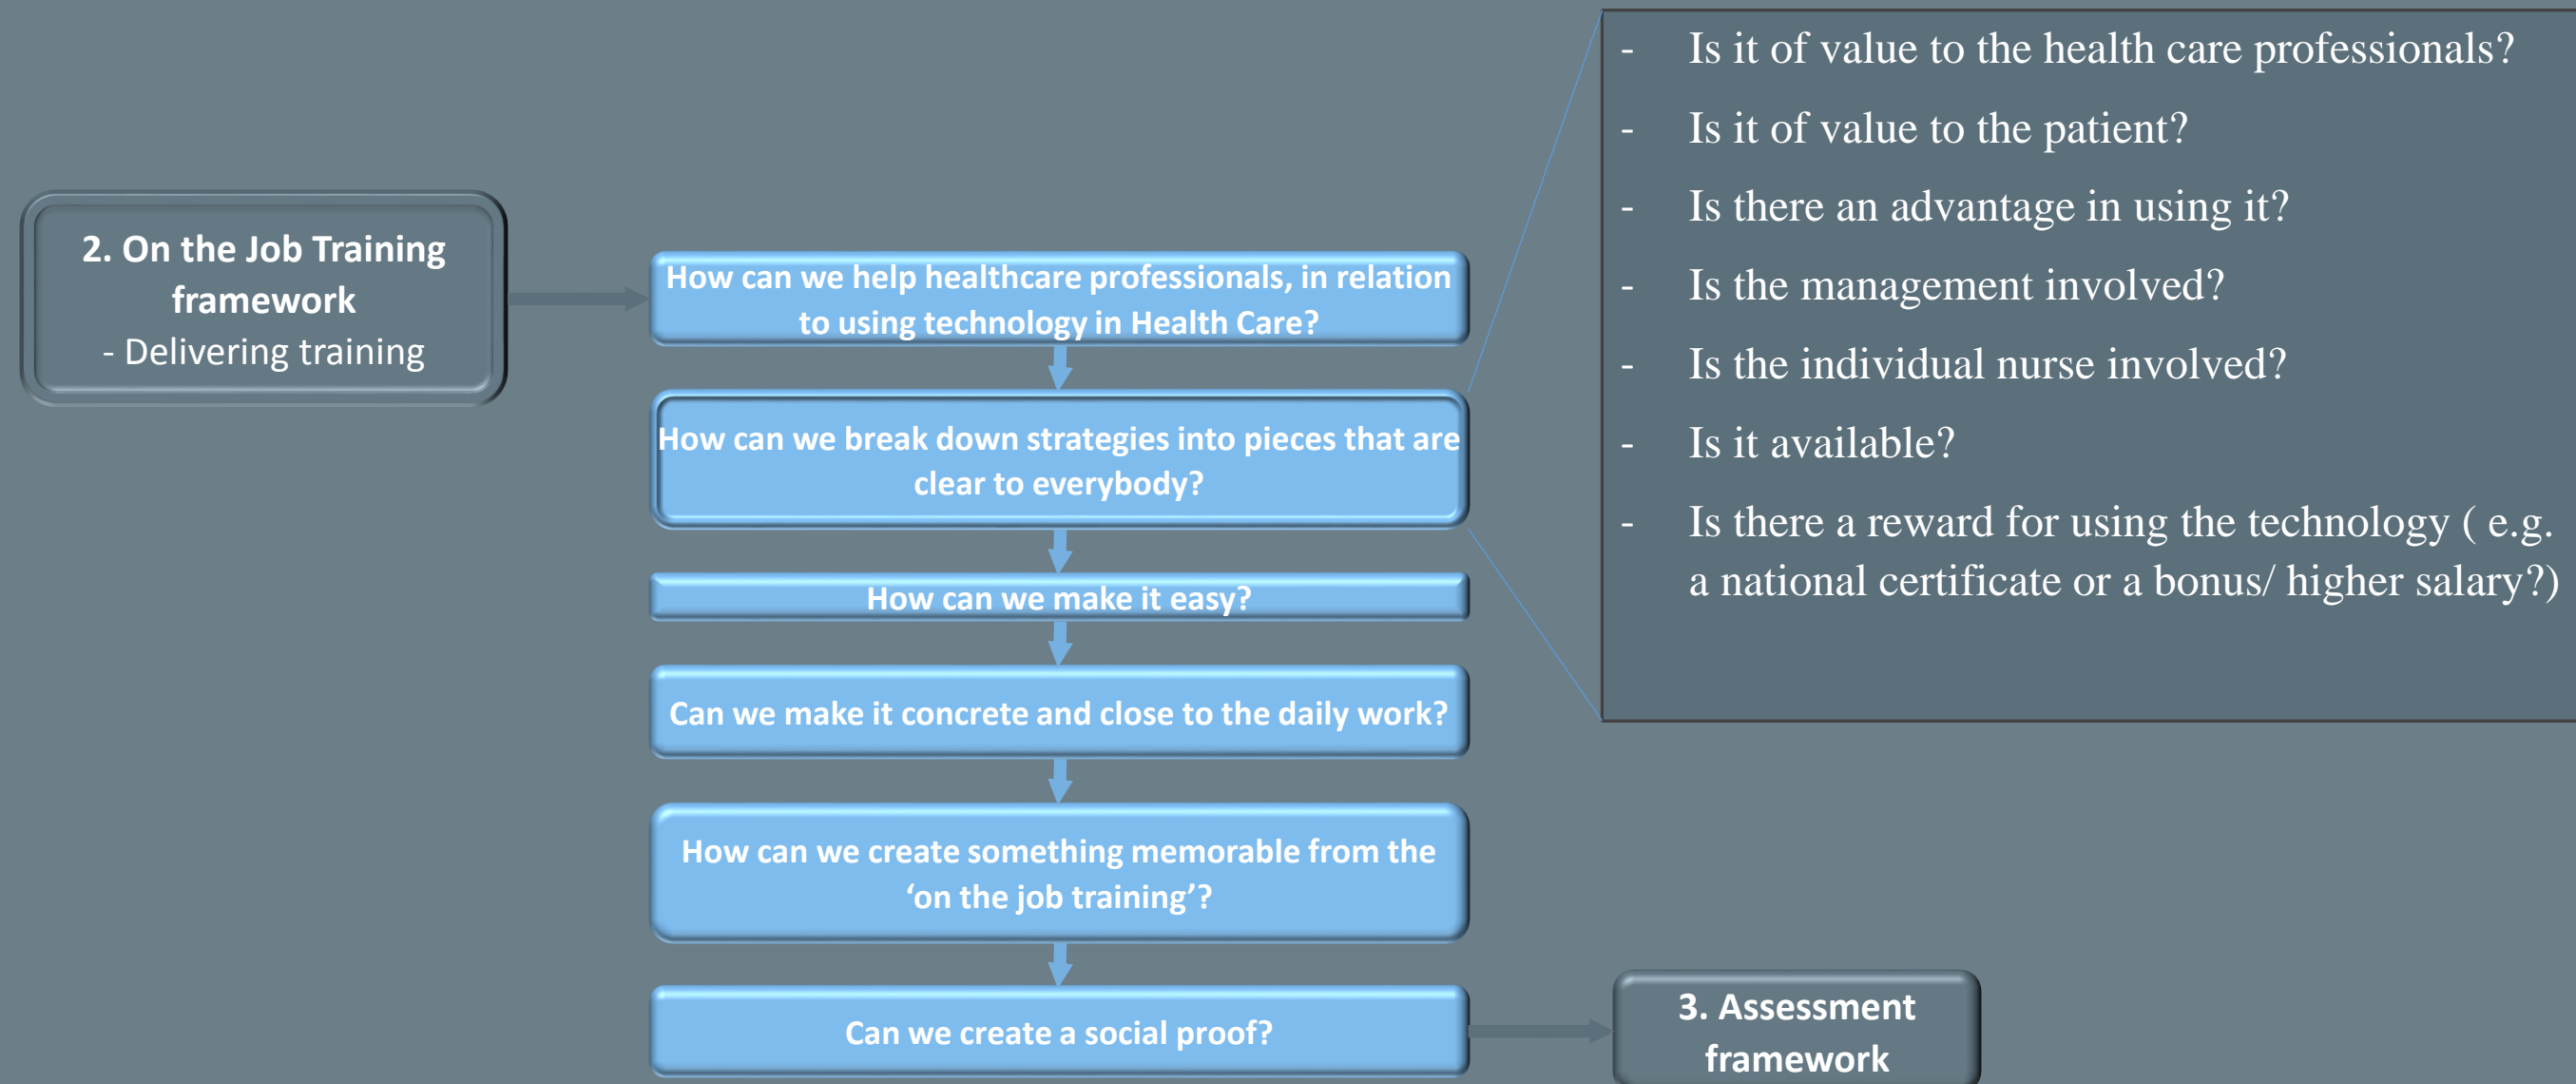 2. On the Job Training
framework
- Delivering training
How can we help healthcare professionals, in relation
to using technology in Health Care?
How can we break down strategies into pieces that are
clear to everybody?
How can we make it easy?
Can we make it concrete and close to the daily work?
How can we create something memorable from the
‘on the job training’?
Can we create a social proof?
- Is it of value to the health care professionals?
- Is it of value to the patient?
- Is there an advantage in using it?
- Is the management involved?
- Is the individual nurse involved?
- Is it available?
- Is there a reward for using the technology ( e.g.
a national certificate or a bonus/ higher salary?)
3. Assessment
framework